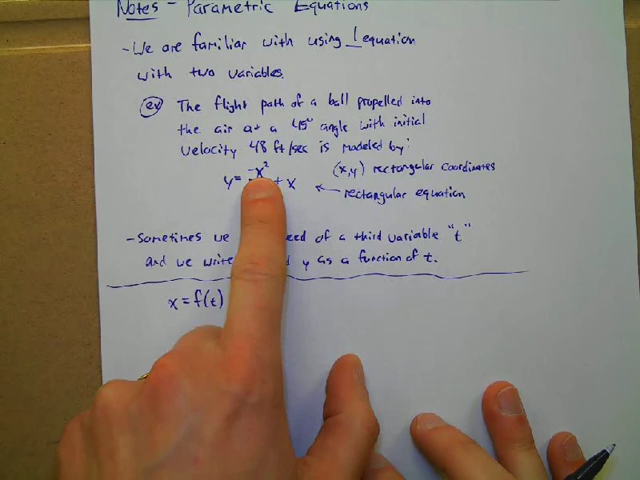 Notes - Parametric Equations
- We are familiar with using 1 equation
with two variables.
ex The flight path of a ball propelled into
the air at a 45° angle with initial
velocity 48 ft/sec is modeled by:
y = -x² + x (x,y) rectangular coordinates
← rectangular equation
- Sometimes we need of a third variable "t"
and we write y as a function of t.
x = f(t)